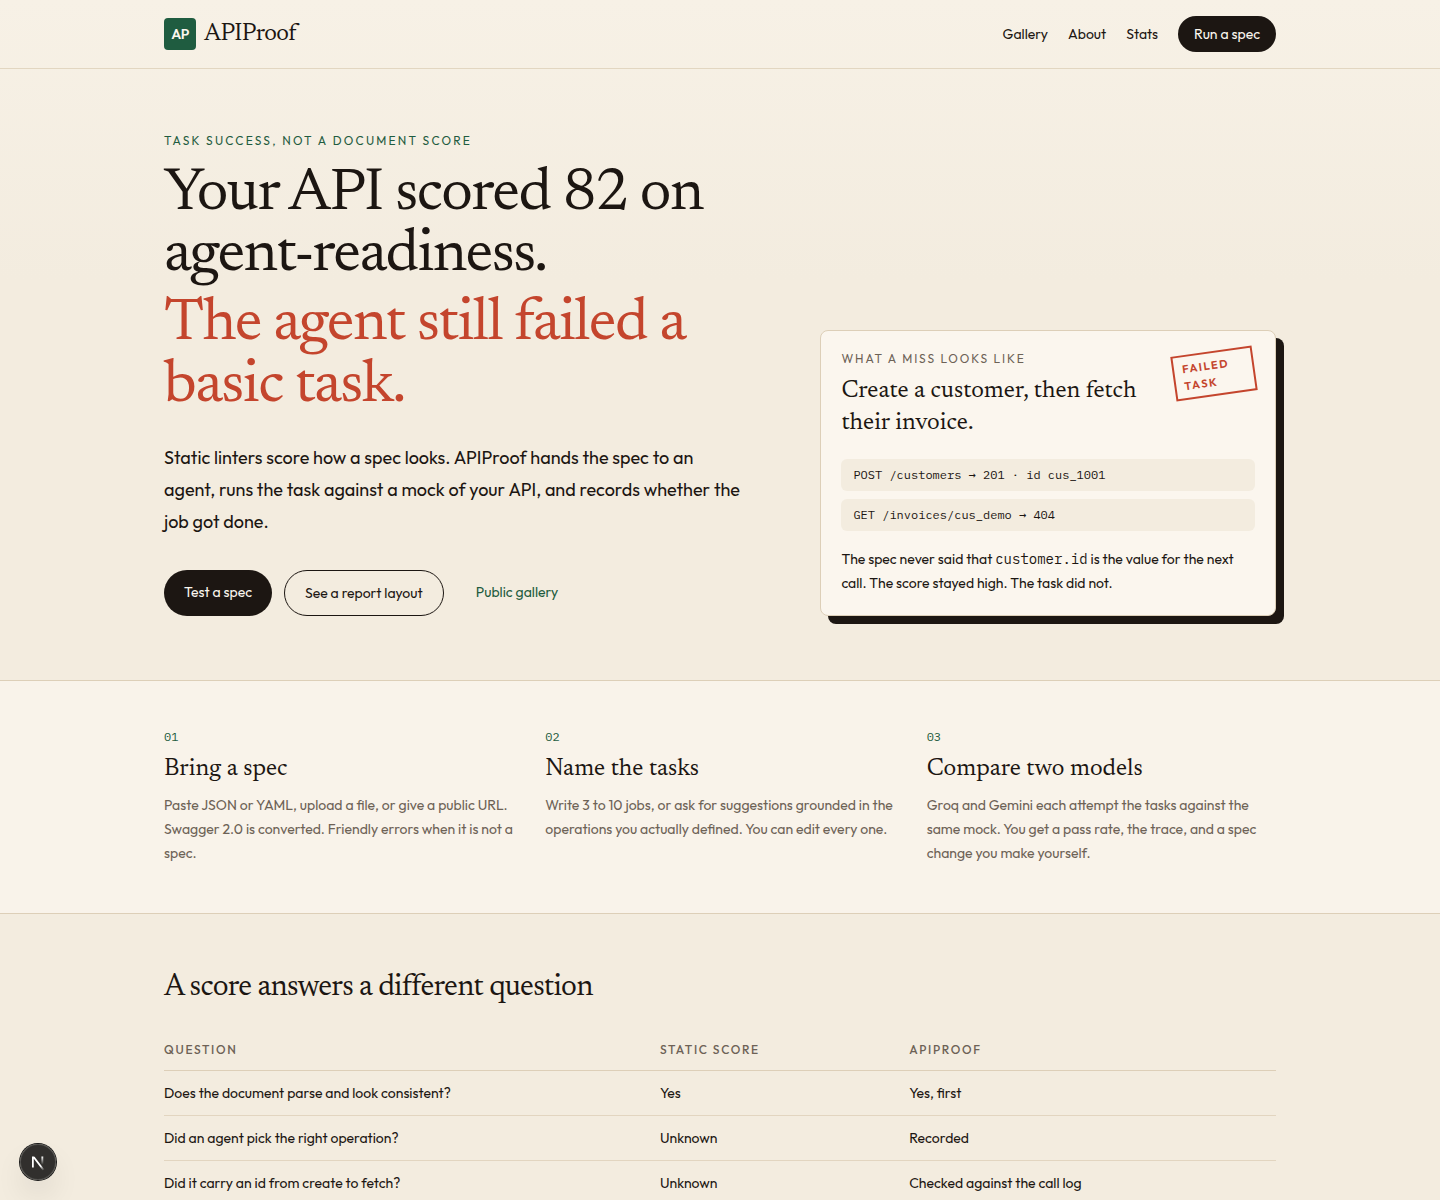 AP APIProof
Gallery About Stats Run a spec
TASK SUCCESS, NOT A DOCUMENT SCORE
Your API scored 82 on
agent-readiness.
The agent still failed a
basic task.
Static linters score how a spec looks. APIProof hands the spec to an
agent, runs the task against a mock of your API, and records whether the
job got done.
Test a spec See a report layout Public gallery
WHAT A MISS LOOKS LIKE
FAILED
TASK
Create a customer, then fetch
their invoice.
POST /customers → 201 · id cus_1001
GET /invoices/cus_demo → 404
The spec never said that customer.id is the value for the next
call. The score stayed high. The task did not.
01
Bring a spec
Paste JSON or YAML, upload a file, or give a public URL.
Swagger 2.0 is converted. Friendly errors when it is not a
spec.
02
Name the tasks
Write 3 to 10 jobs, or ask for suggestions grounded in the
operations you actually defined. You can edit every one.
03
Compare two models
Groq and Gemini each attempt the tasks against the
same mock. You get a pass rate, the trace, and a spec
change you make yourself.
A score answers a different question
QUESTION STATIC SCORE APIPROOF
Does the document parse and look consistent? Yes Yes, first
Did an agent pick the right operation? Unknown Recorded
Did it carry an id from create to fetch? Unknown Checked against the call log
N